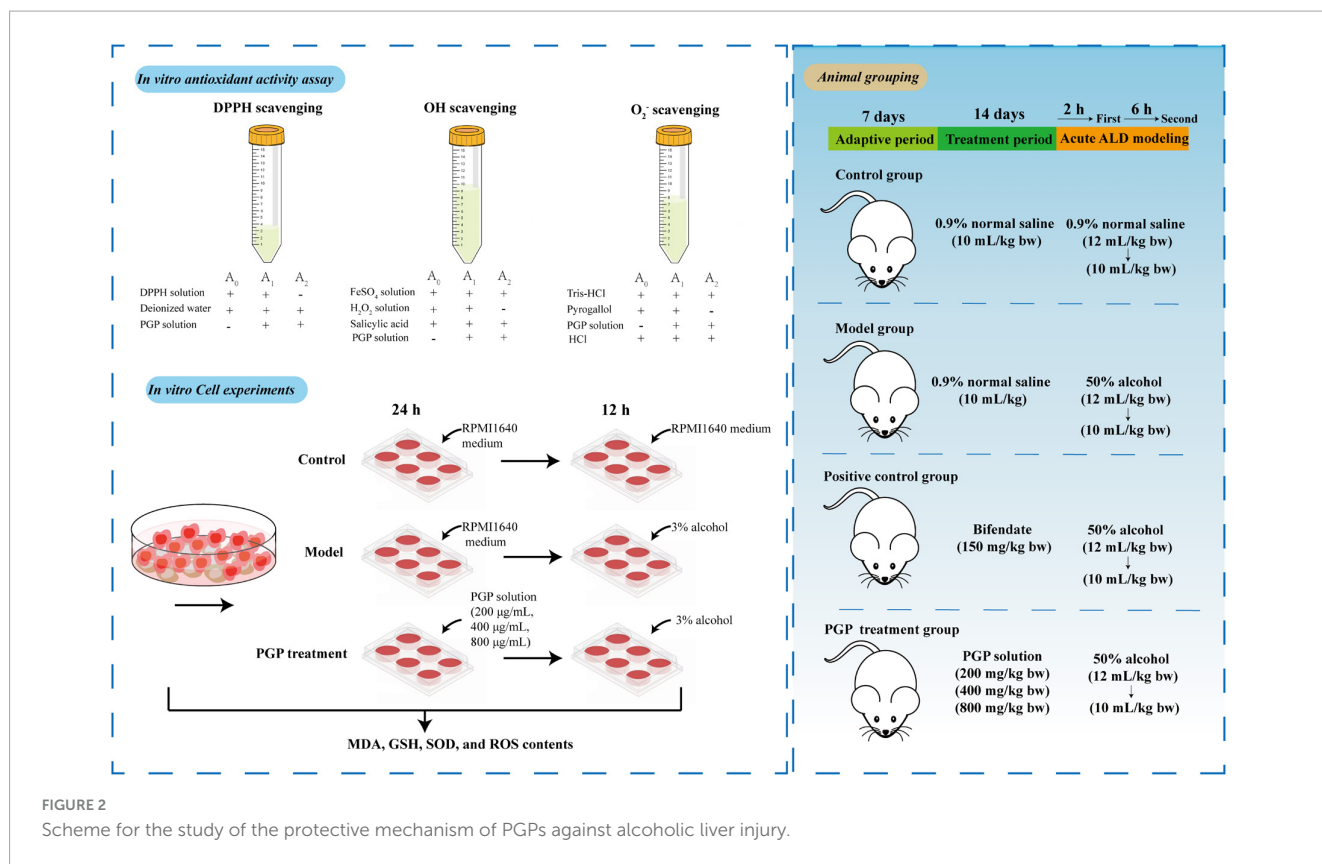 In vitro antioxidant activity assay
DPPH scavenging
OH scavenging
O₂⁻ scavenging
A₀ A₁ A₂
DPPH solution + + -
Deionized water + + +
PGP solution - + +
A₀ A₁ A₂
FeSO₄ solution + + +
H₂O₂ solution + + -
Salicylic acid + + +
PGP solution - + +
A₀ A₁ A₂
Tris-HCl + + +
Pyrogallol + + -
PGP solution - + +
HCl + + +
In vitro Cell experiments
24 h
12 h
Control
RPMI1640
medium
RPMI1640 medium
Model
RPMI1640
medium
3% alcohol
PGP treatment
PGP solution
(200 μg/mL,
400 μg/mL,
800 μg/mL)
3% alcohol
MDA, GSH, SOD, and ROS contents
Animal grouping
7 days
14 days
2 h
First
6 h
Second
Adaptive period
Treatment period
Acute ALD modeling
Control group
0.9% normal saline
(10 mL/kg bw)
0.9% normal saline
(12 mL/kg bw)
(10 mL/kg bw)
Model group
0.9% normal saline
(10 mL/kg)
50% alcohol
(12 mL/kg bw)
(10 mL/kg bw)
Positive control group
Bifendate
(150 mg/kg bw)
50% alcohol
(12 mL/kg bw)
(10 mL/kg bw)
PGP treatment group
PGP solution
(200 mg/kg bw)
(400 mg/kg bw)
(800 mg/kg bw)
50% alcohol
(12 mL/kg bw)
(10 mL/kg bw)
FIGURE 2
Scheme for the study of the protective mechanism of PGPs against alcoholic liver injury.